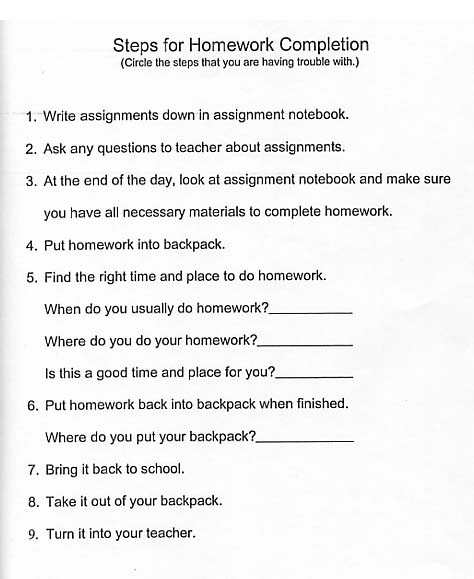 Steps for Homework Completion
(Circle the steps that you are having trouble with.)
1. Write assignments down in assignment notebook.
2. Ask any questions to teacher about assignments.
3. At the end of the day, look at assignment notebook and make sure
you have all necessary materials to complete homework.
4. Put homework into backpack.
5. Find the right time and place to do homework.
When do you usually do homework?___________
Where do you do your homework?____________
Is this a good time and place for you?__________
6. Put homework back into backpack when finished.
Where do you put your backpack?_____________
7. Bring it back to school.
8. Take it out of your backpack.
9. Turn it into your teacher.